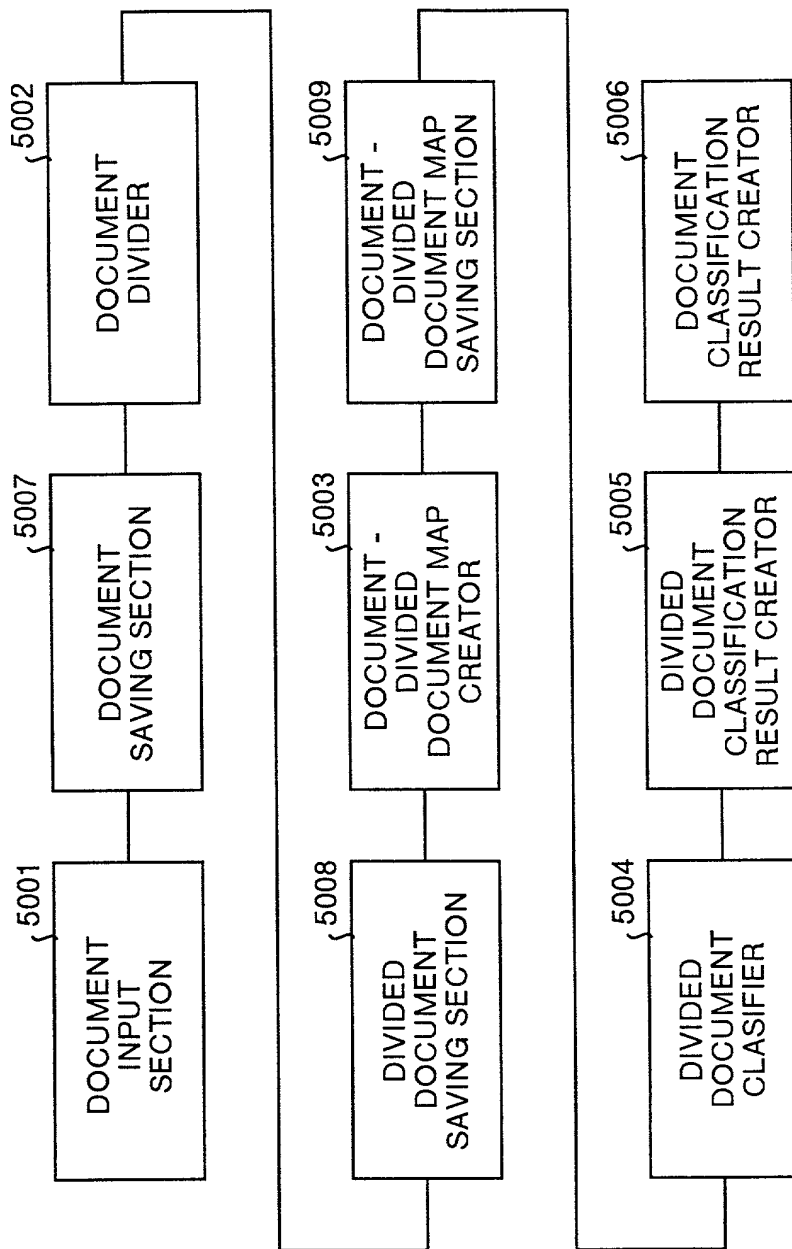 5001
DOCUMENT
INPUT
SECTION
5007
DOCUMENT
SAVING SECTION
5002
DOCUMENT
DIVIDER
5008
DIVIDED
DOCUMENT
SAVING SECTION
5003
DOCUMENT -
DIVIDED
DOCUMENT MAP
CREATOR
5009
DOCUMENT -
DIVIDED
DOCUMENT MAP
SAVING SECTION
5004
DIVIDED
DOCUMENT
CLASIFIER
5005
DIVIDED
DOCUMENT
CLASSIFICATION
RESULT CREATOR
5006
DOCUMENT
CLASSIFICATION
RESULT CREATOR